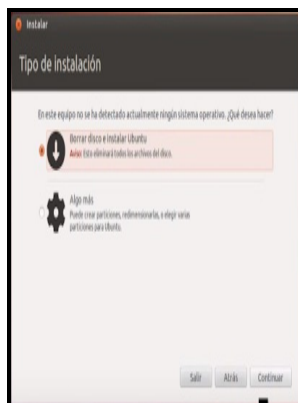 Instalar
Tipo de instalación
En este equipo no se ha detectado actualmente ningún sistema operativo. ¿Qué desea hacer?
Borrar disco e instalar Ubuntu
Aviso: Esto eliminará todos los archivos del disco.
Algo más
Puede crear particiones, redimensionarlas, o elegir varias
particiones para Ubuntu.
Salir Atrás Continuar